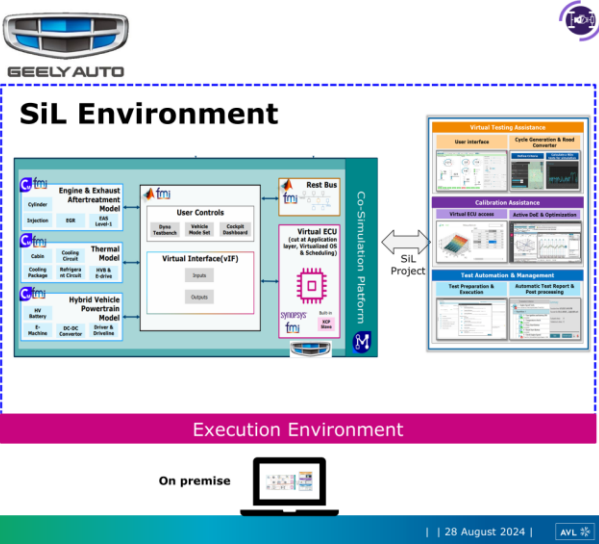 GEELY AUTO
SiL Environment
Engine & Exhaust
Aftertreatment
Model
Cylinder
Injection
EGR
EAS
Level-1
fmi
Thermal
Model
Cabin
Cooling
Circuit
Cooling
Package
Refrigera
nt Circuit
HVB &
E-drive
fmi
Hybrid Vehicle
Powertrain
Model
HV
Battery
E-
Machine
DC-DC
Convertor
Driver &
Driveline
fmi
fmi
User Controls
Dyno
Testbench
Vehicle
Mode Set
Cockpit
Dashboard
Virtual Interface(vIF)
Inputs
Outputs
Rest Bus
fmi
Virtual ECU
(cut at Application
layer, Virtualized OS
& Scheduling)
SYNOPSYS
fmi
Built-in
XCP
Slave
Co-Simulation Platform
SiL
Project
Virtual Testing Assistance
User interface
Cycle Generation & Road
Converter
Calibration Assistance
Virtual ECU access
Active DoE & Optimization
Test Automation & Management
Test Preparation &
Execution
Automatic Test Report &
Post processing
Execution Environment
On premise
| | 28 August 2024 |
AVL